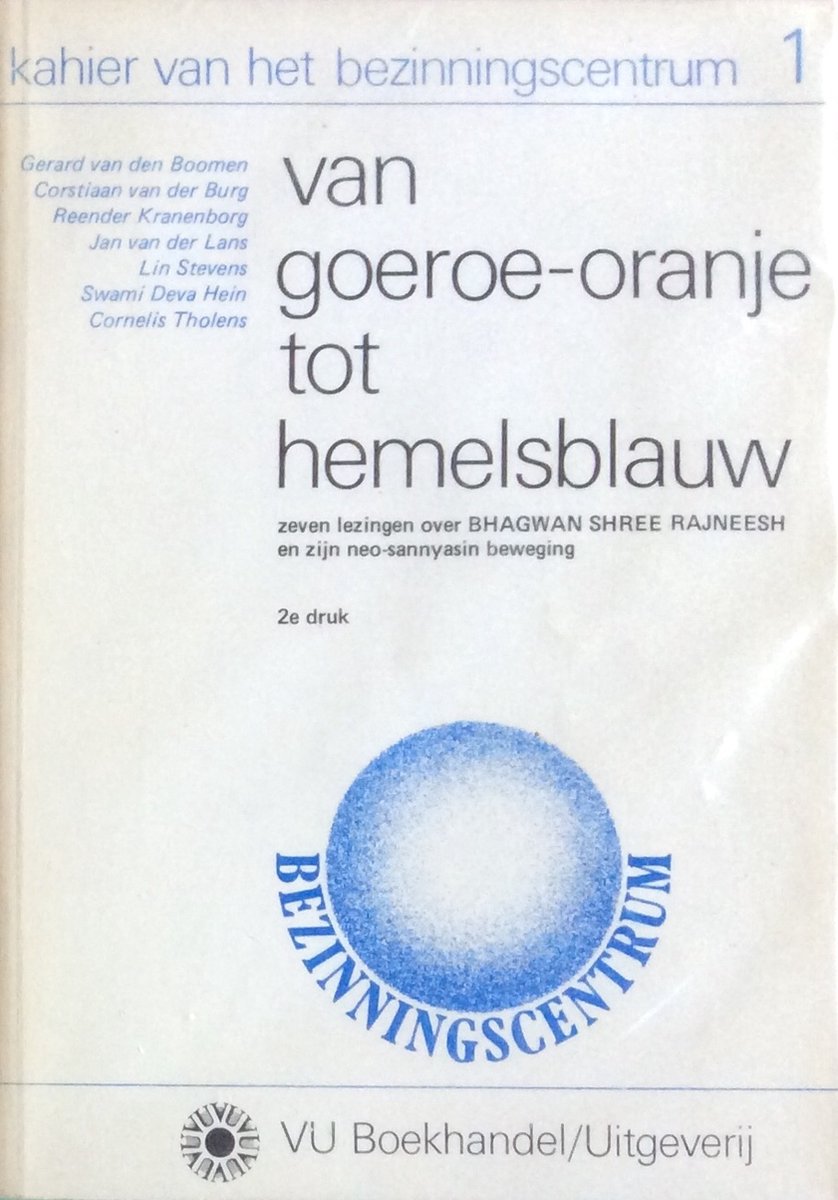 kahier van het bezinningscentrum 1
Gerard van den Boomen
Corstiaan van der Burg
Reender Kranenborg
Jan van der Lans
Lin Stevens
Swami Deva Hein
Cornelis Tholens
van
goeroe-oranje
tot
hemelsblauw
zeven lezingen over BHAGWAN SHREE RAJNEESH
en zijn neo-sannyasin beweging
2e druk
BEZINNINGSCENTRUM
VU Boekhandel/Uitgeverij